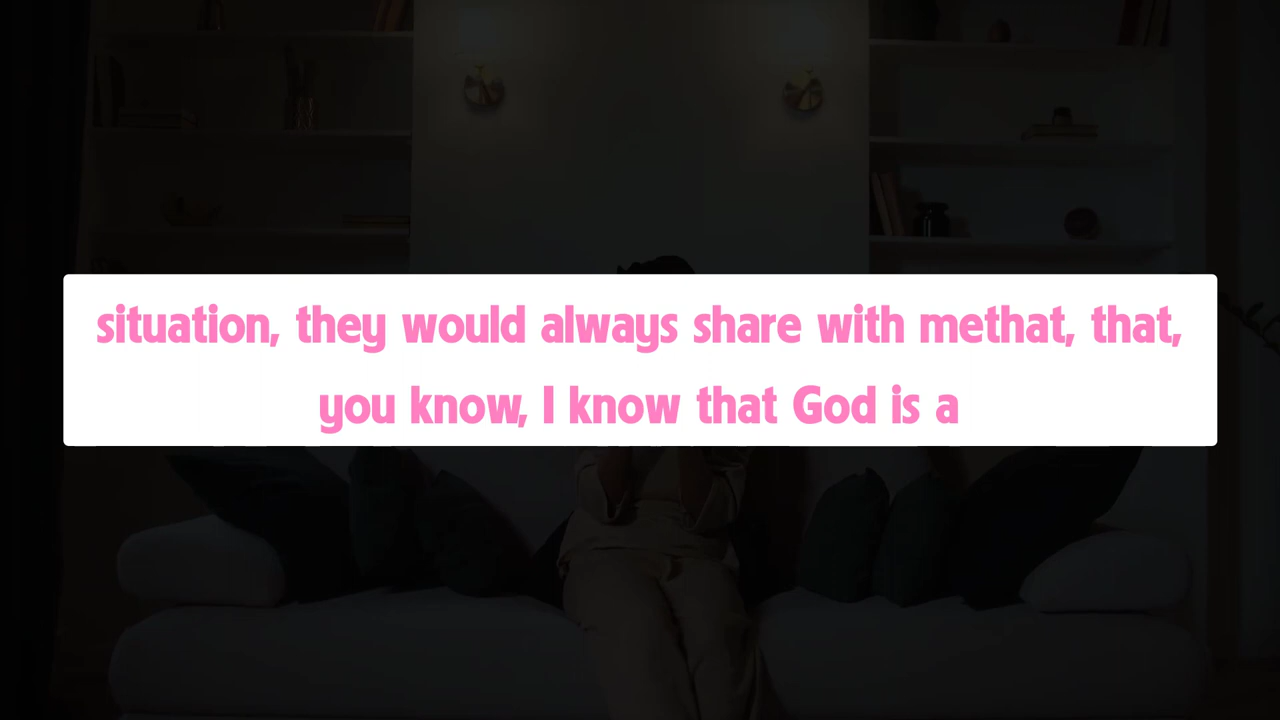 situation, they would always share with methat, that,
you know, I know that God is a